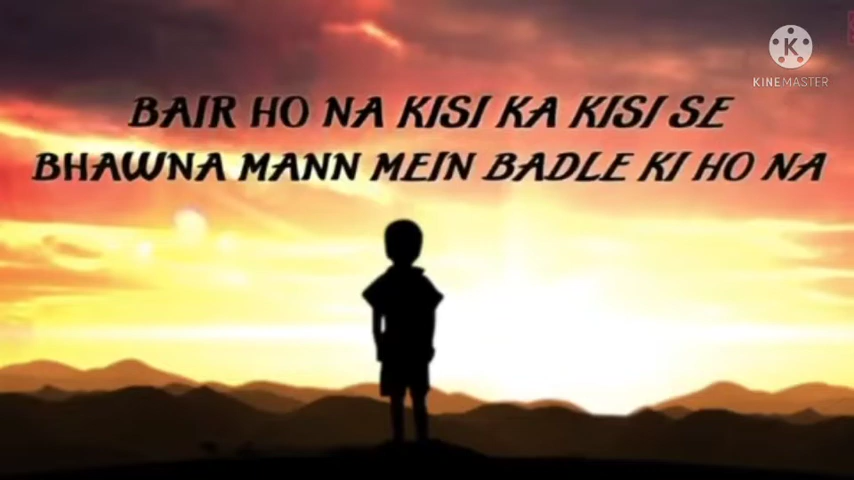 KINEMASTER
BAIR HO NA KISI KA KISI SE
BHAWNA MANN MEIN BADLE KI HO NA